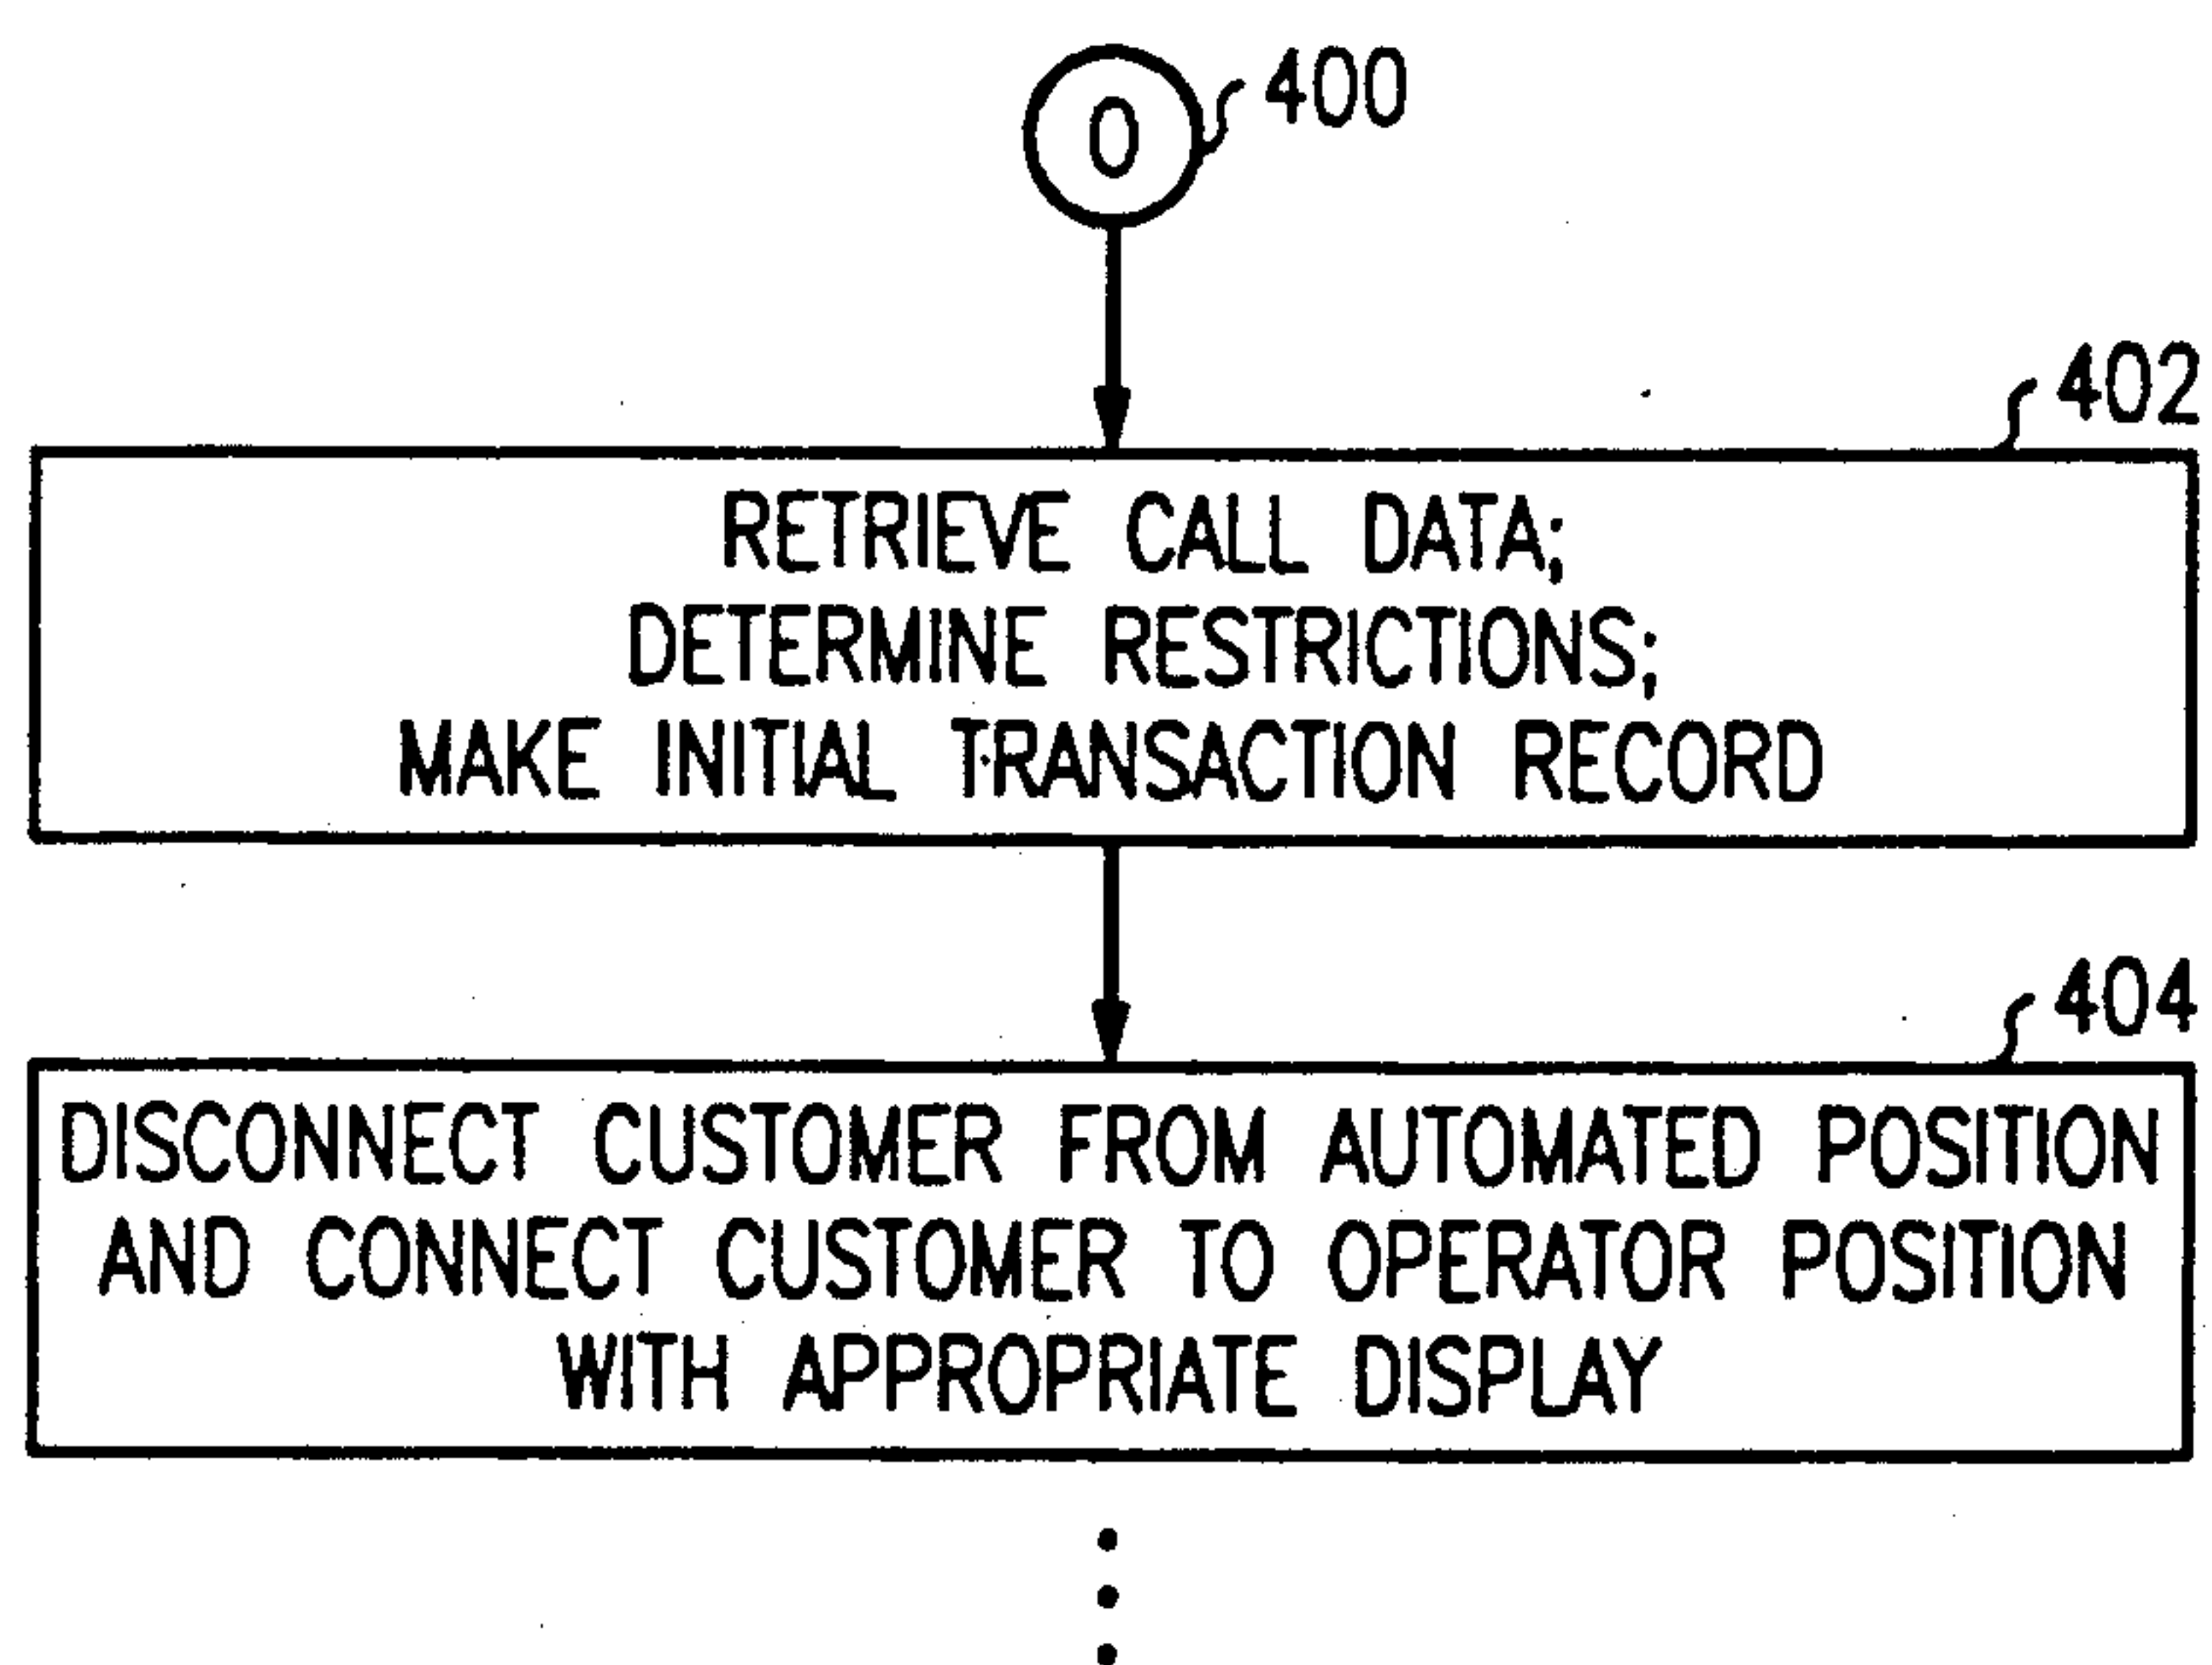 0
400
402
RETRIEVE CALL DATA;
DETERMINE RESTRICTIONS;
MAKE INITIAL TRANSACTION RECORD
404
DISCONNECT CUSTOMER FROM AUTOMATED POSITION
AND CONNECT CUSTOMER TO OPERATOR POSITION
WITH APPROPRIATE DISPLAY